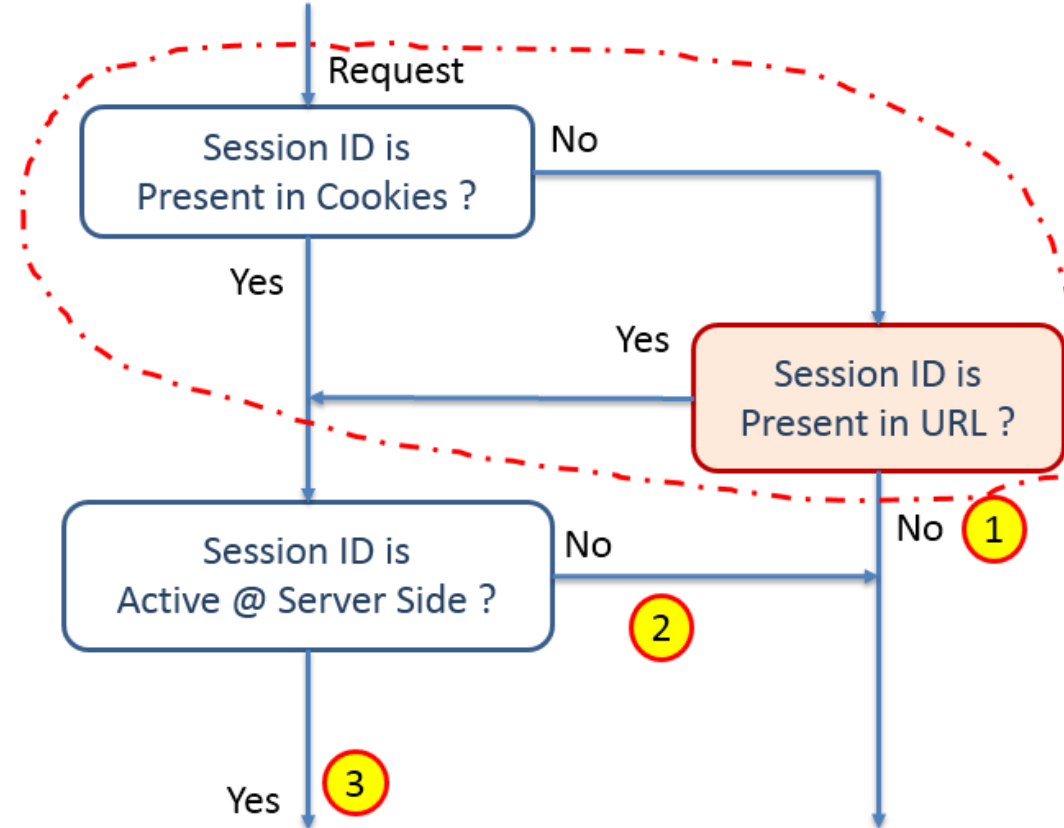 Request
Session ID is
Present in Cookies ?
No
Yes
Yes
Session ID is
Present in URL ?
No
1
Session ID is
Active @ Server Side ?
No
2
3
Yes